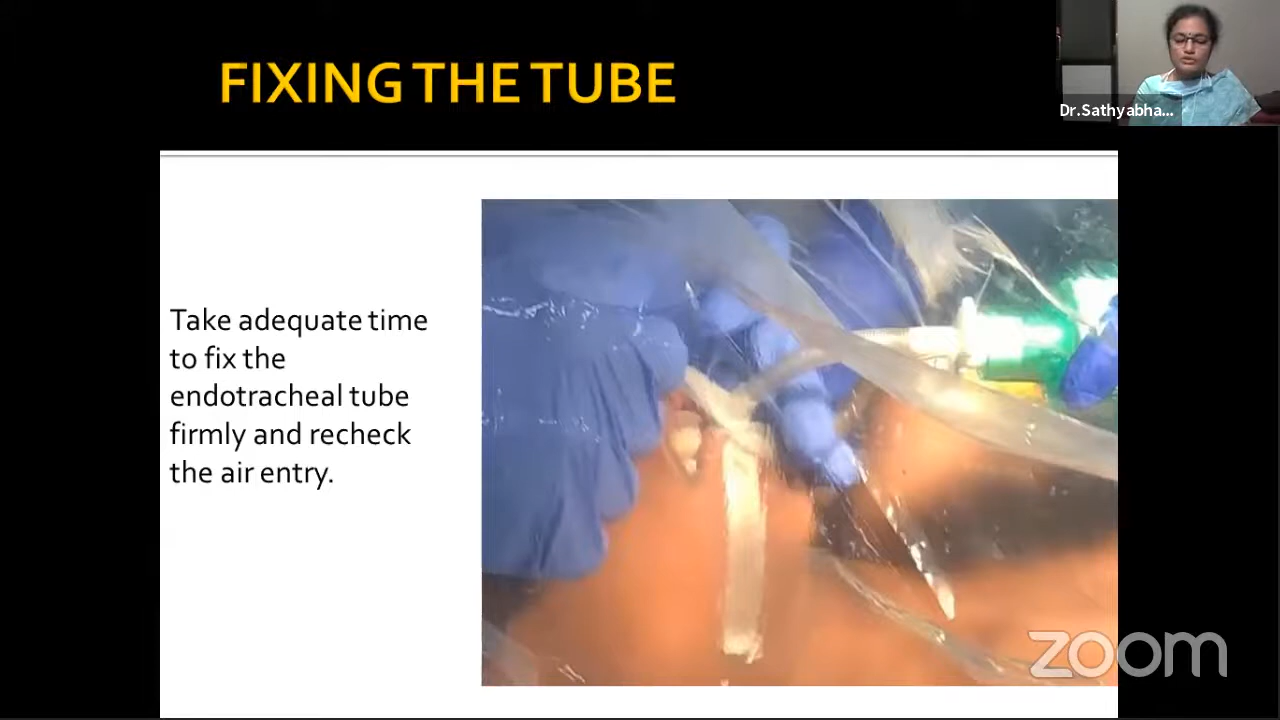 FIXING THE TUBE
Dr.Sathyabha...
Take adequate time
to fix the
endotracheal tube
firmly and recheck
the air entry.
zoom